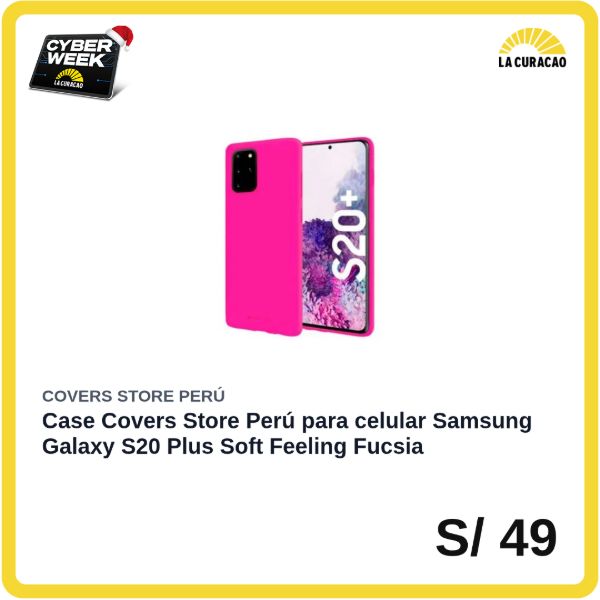 CYBER
WEEK
LA CURACAO
LA CURACAO
S20+
COVERS STORE PERÚ
Case Covers Store Perú para celular Samsung
Galaxy S20 Plus Soft Feeling Fucsia
S/ 49